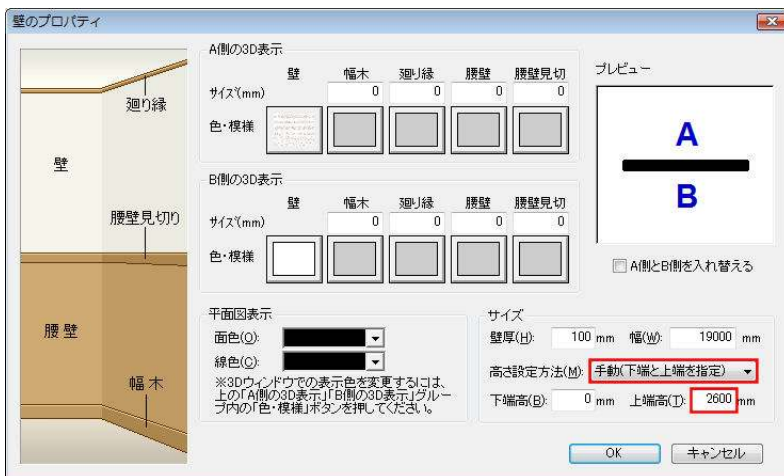 壁のプロパティ
廻り縁
壁
腰壁見切り
腰壁
幅木
A側の3D表示
壁 幅木 廻り縁 腰壁 腰壁見切
サイズ(mm) 0 0 0 0
色・模様
B側の3D表示
壁 幅木 廻り縁 腰壁 腰壁見切
サイズ(mm) 0 0 0 0
色・模様
プレビュー
A
B
A側とB側を入れ替える
平面図表示
面色(O):
線色(C):
※3Dウィンドウでの表示色を変更するには、
上の「A側の3D表示」「B側の3D表示」グルー
プ内の「色・模様」ボタンを押してください。
サイズ
壁厚(H): 100 mm 幅(W): 19000 mm
高さ設定方法(M): 手動(下端と上端を指定)
下端高(B): 0 mm 上端高(T): 2600 mm
OK キャンセル